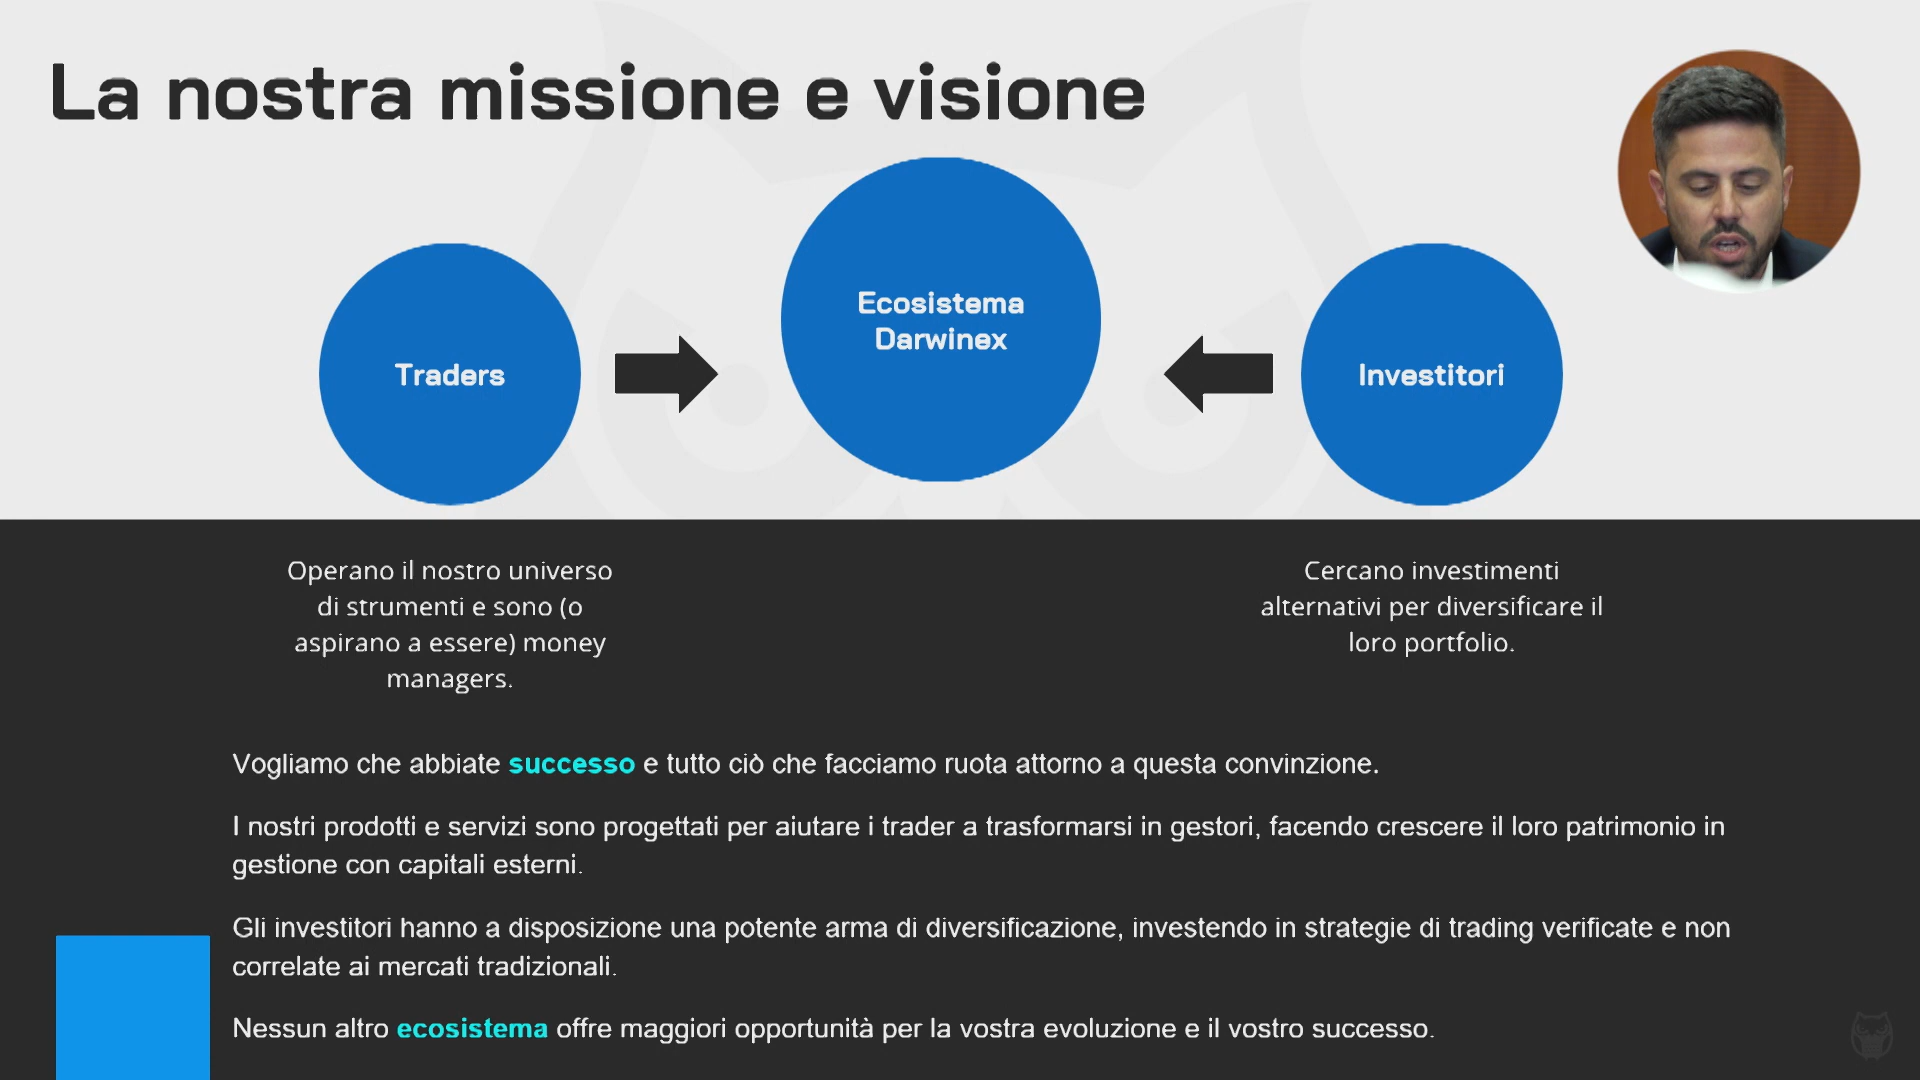 La nostra missione e visione
Ecosistema
Darwinex
Traders
Investitori
Operano il nostro universo
di strumenti e sono (o
aspirano a essere) money
managers.
Cercano investimenti
alternativi per diversificare il
loro portfolio.
Vogliamo che abbiate successo e tutto ciò che facciamo ruota attorno a questa convinzione.
I nostri prodotti e servizi sono progettati per aiutare i trader a trasformarsi in gestori, facendo crescere il loro patrimonio in
gestione con capitali esterni.
Gli investitori hanno a disposizione una potente arma di diversificazione, investendo in strategie di trading verificate e non
correlate ai mercati tradizionali.
Nessun altro ecosistema offre maggiori opportunità per la vostra evoluzione e il vostro successo.